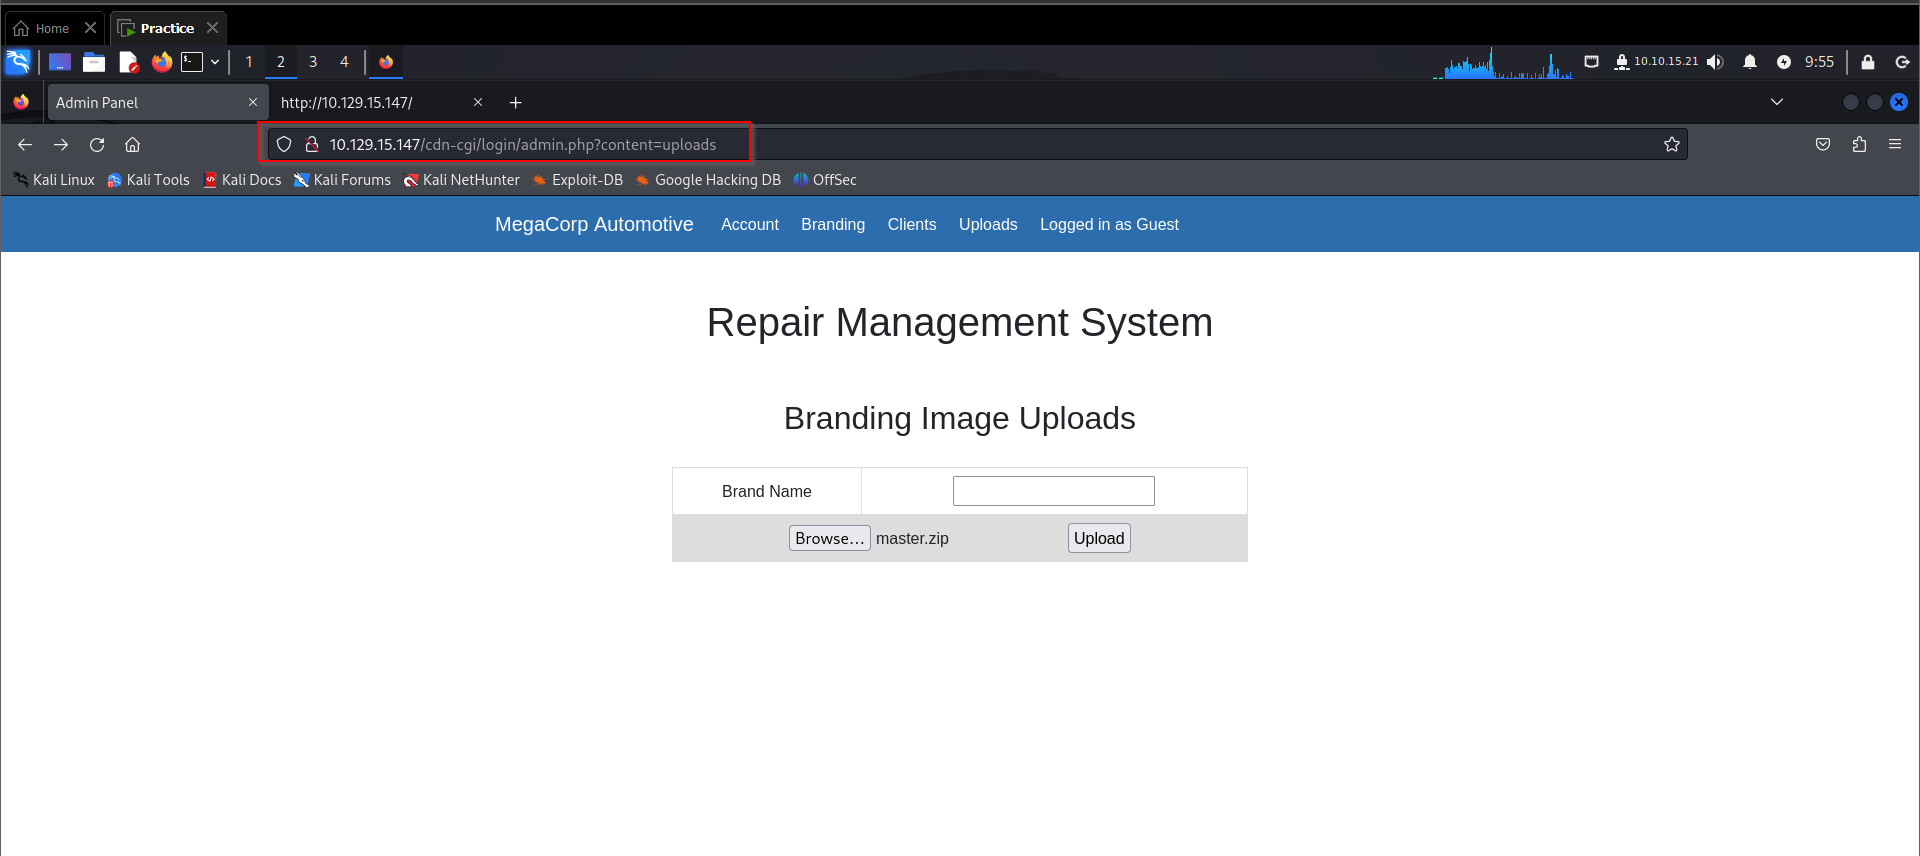 Home
Practice
1 2 3 4
10.10.15.21
9:55
Admin Panel
http://10.129.15.147/
10.129.15.147/cdn-cgi/login/admin.php?content=uploads
Kali Linux Kali Tools Kali Docs Kali Forums Kali NetHunter Exploit-DB Google Hacking DB OffSec
MegaCorp Automotive Account Branding Clients Uploads Logged in as Guest
Repair Management System
Branding Image Uploads
Brand Name
Browse... master.zip Upload